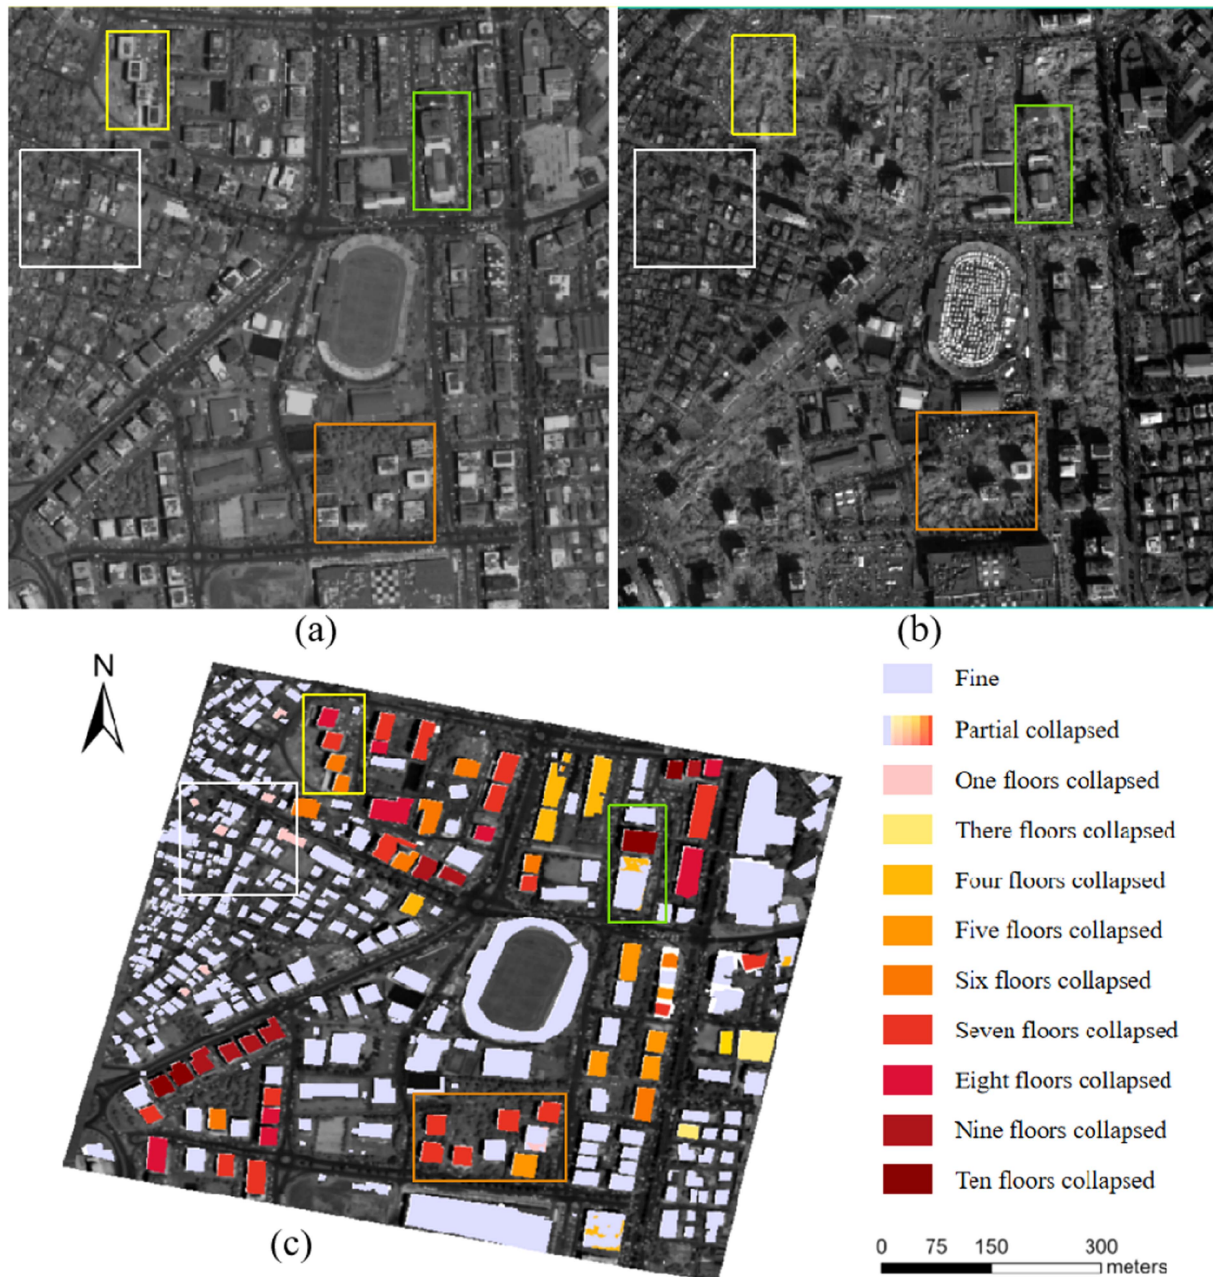 (a)
(b)
N
(c)
Fine
Partial collapsed
One floors collapsed
There floors collapsed
Four floors collapsed
Five floors collapsed
Six floors collapsed
Seven floors collapsed
Eight floors collapsed
Nine floors collapsed
Ten floors collapsed
0 75 150 300
meters